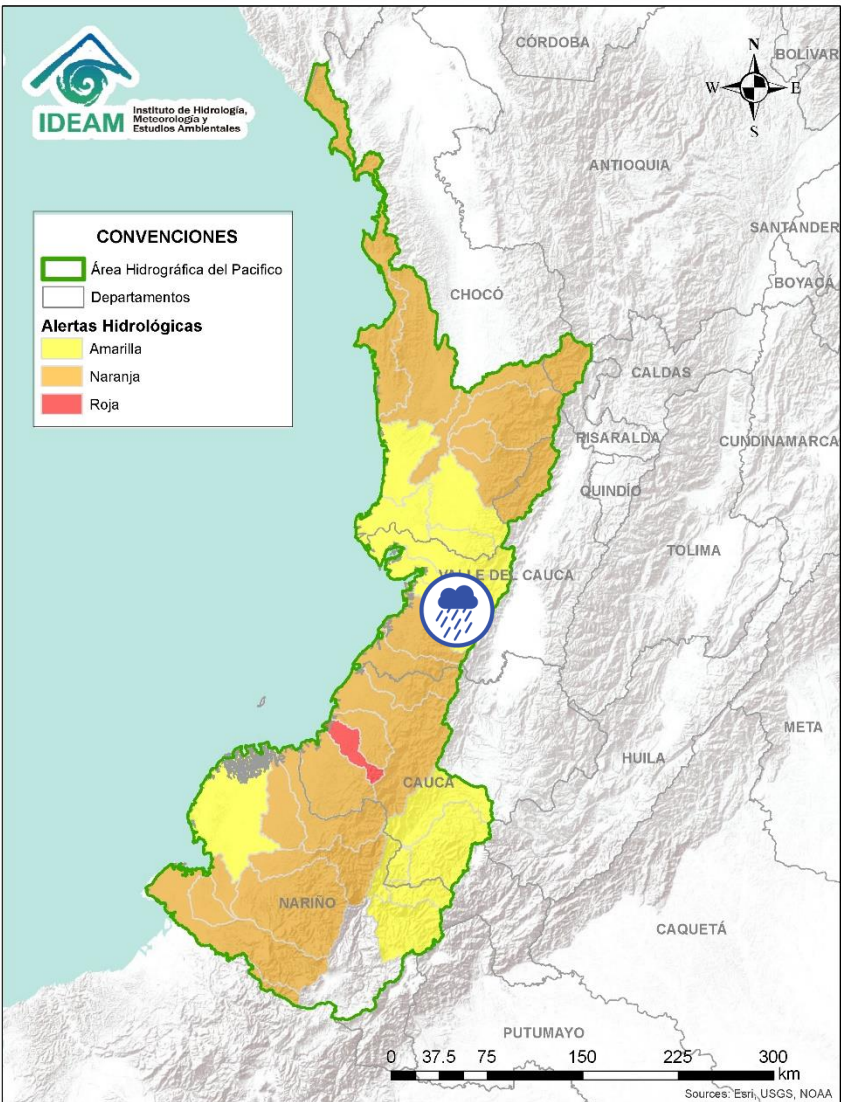 IDEAM
Instituto de Hidrología,
Meteorología y
Estudios Ambientales
CÓRDOBA
N
BOLÍVAR
W
E
S
ANTIOQUIA
SANTANDER
CONVENCIONES
Área Hidrográfica del Pacifico
Departamentos
Alertas Hidrológicas
Amarilla
Naranja
Roja
BOYACÁ
CHOCÓ
CALDAS
RISARALDA
CUNDINAMARCA
QUINDÍO
TOLIMA
VALLE DEL CAUCA
META
HUILA
CAUCA
NARIÑO
CAQUETÁ
PUTUMAYO
0 37.5 75 150 225 300
km
Sources: Esri, USGS, NOAA